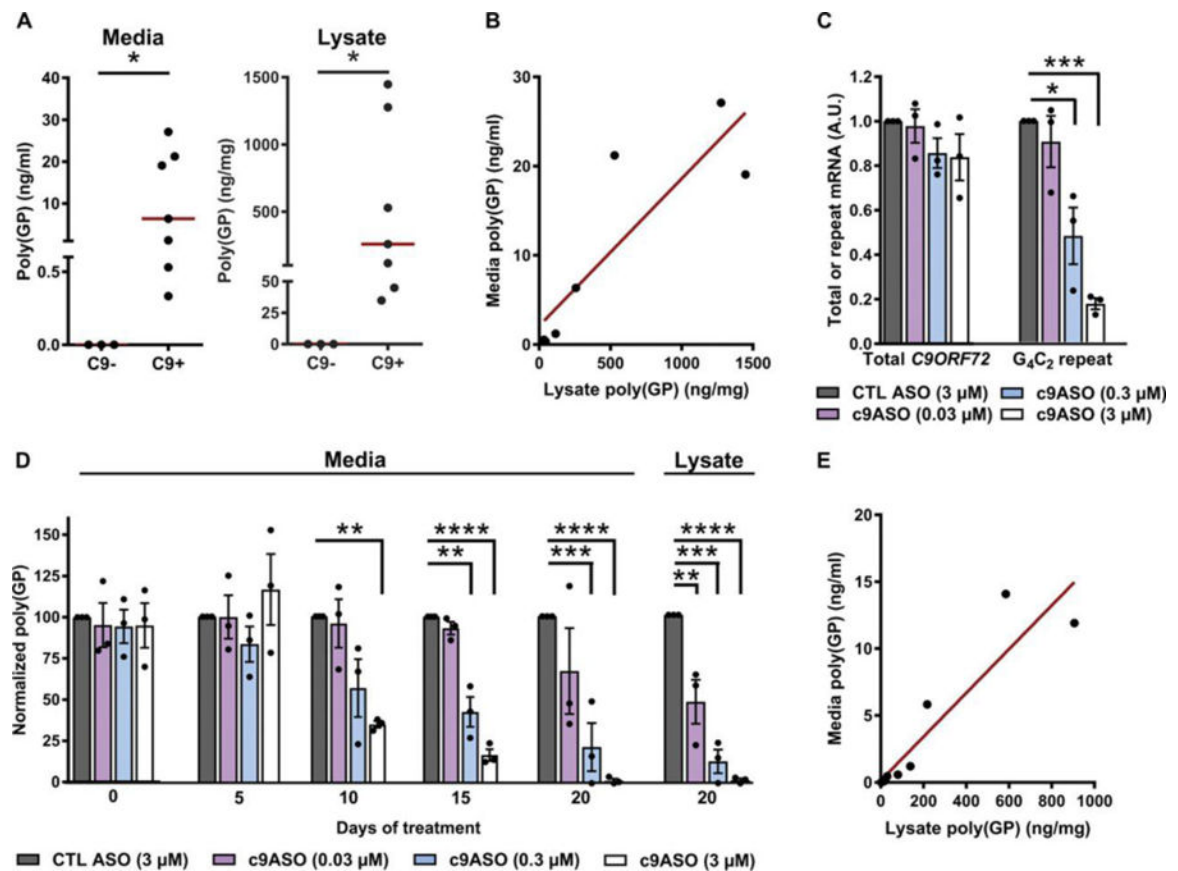 A
Media
*
Poly(GP) (ng/ml)
40
30
20
10
0.5
0.0
C9-
C9+
Lysate
*
Poly(GP) (ng/mg)
1500
1000
500
50
25
0
C9-
C9+
B
Media poly(GP) (ng/ml)
30
20
10
0
0
500
1000
1500
Lysate poly(GP) (ng/mg)
C
***
*
Total or repeat mRNA (A.U.)
1.2
1.0
0.8
0.6
0.4
0.2
0.0
Total C9ORF72
G₄C₂ repeat
CTL ASO (3 µM)
c9ASO (0.3 µM)
c9ASO (0.03 µM)
c9ASO (3 µM)
D
Media
Lysate
Normalized poly(GP)
150
125
100
75
50
25
0
**
****
**
****
***
****
***
**
0
5
10
15
20
20
Days of treatment
CTL ASO (3 µM)
c9ASO (0.03 µM)
c9ASO (0.3 µM)
c9ASO (3 µM)
E
Media poly(GP) (ng/ml)
20
15
10
5
0
0
200
400
600
800
1000
Lysate poly(GP) (ng/mg)